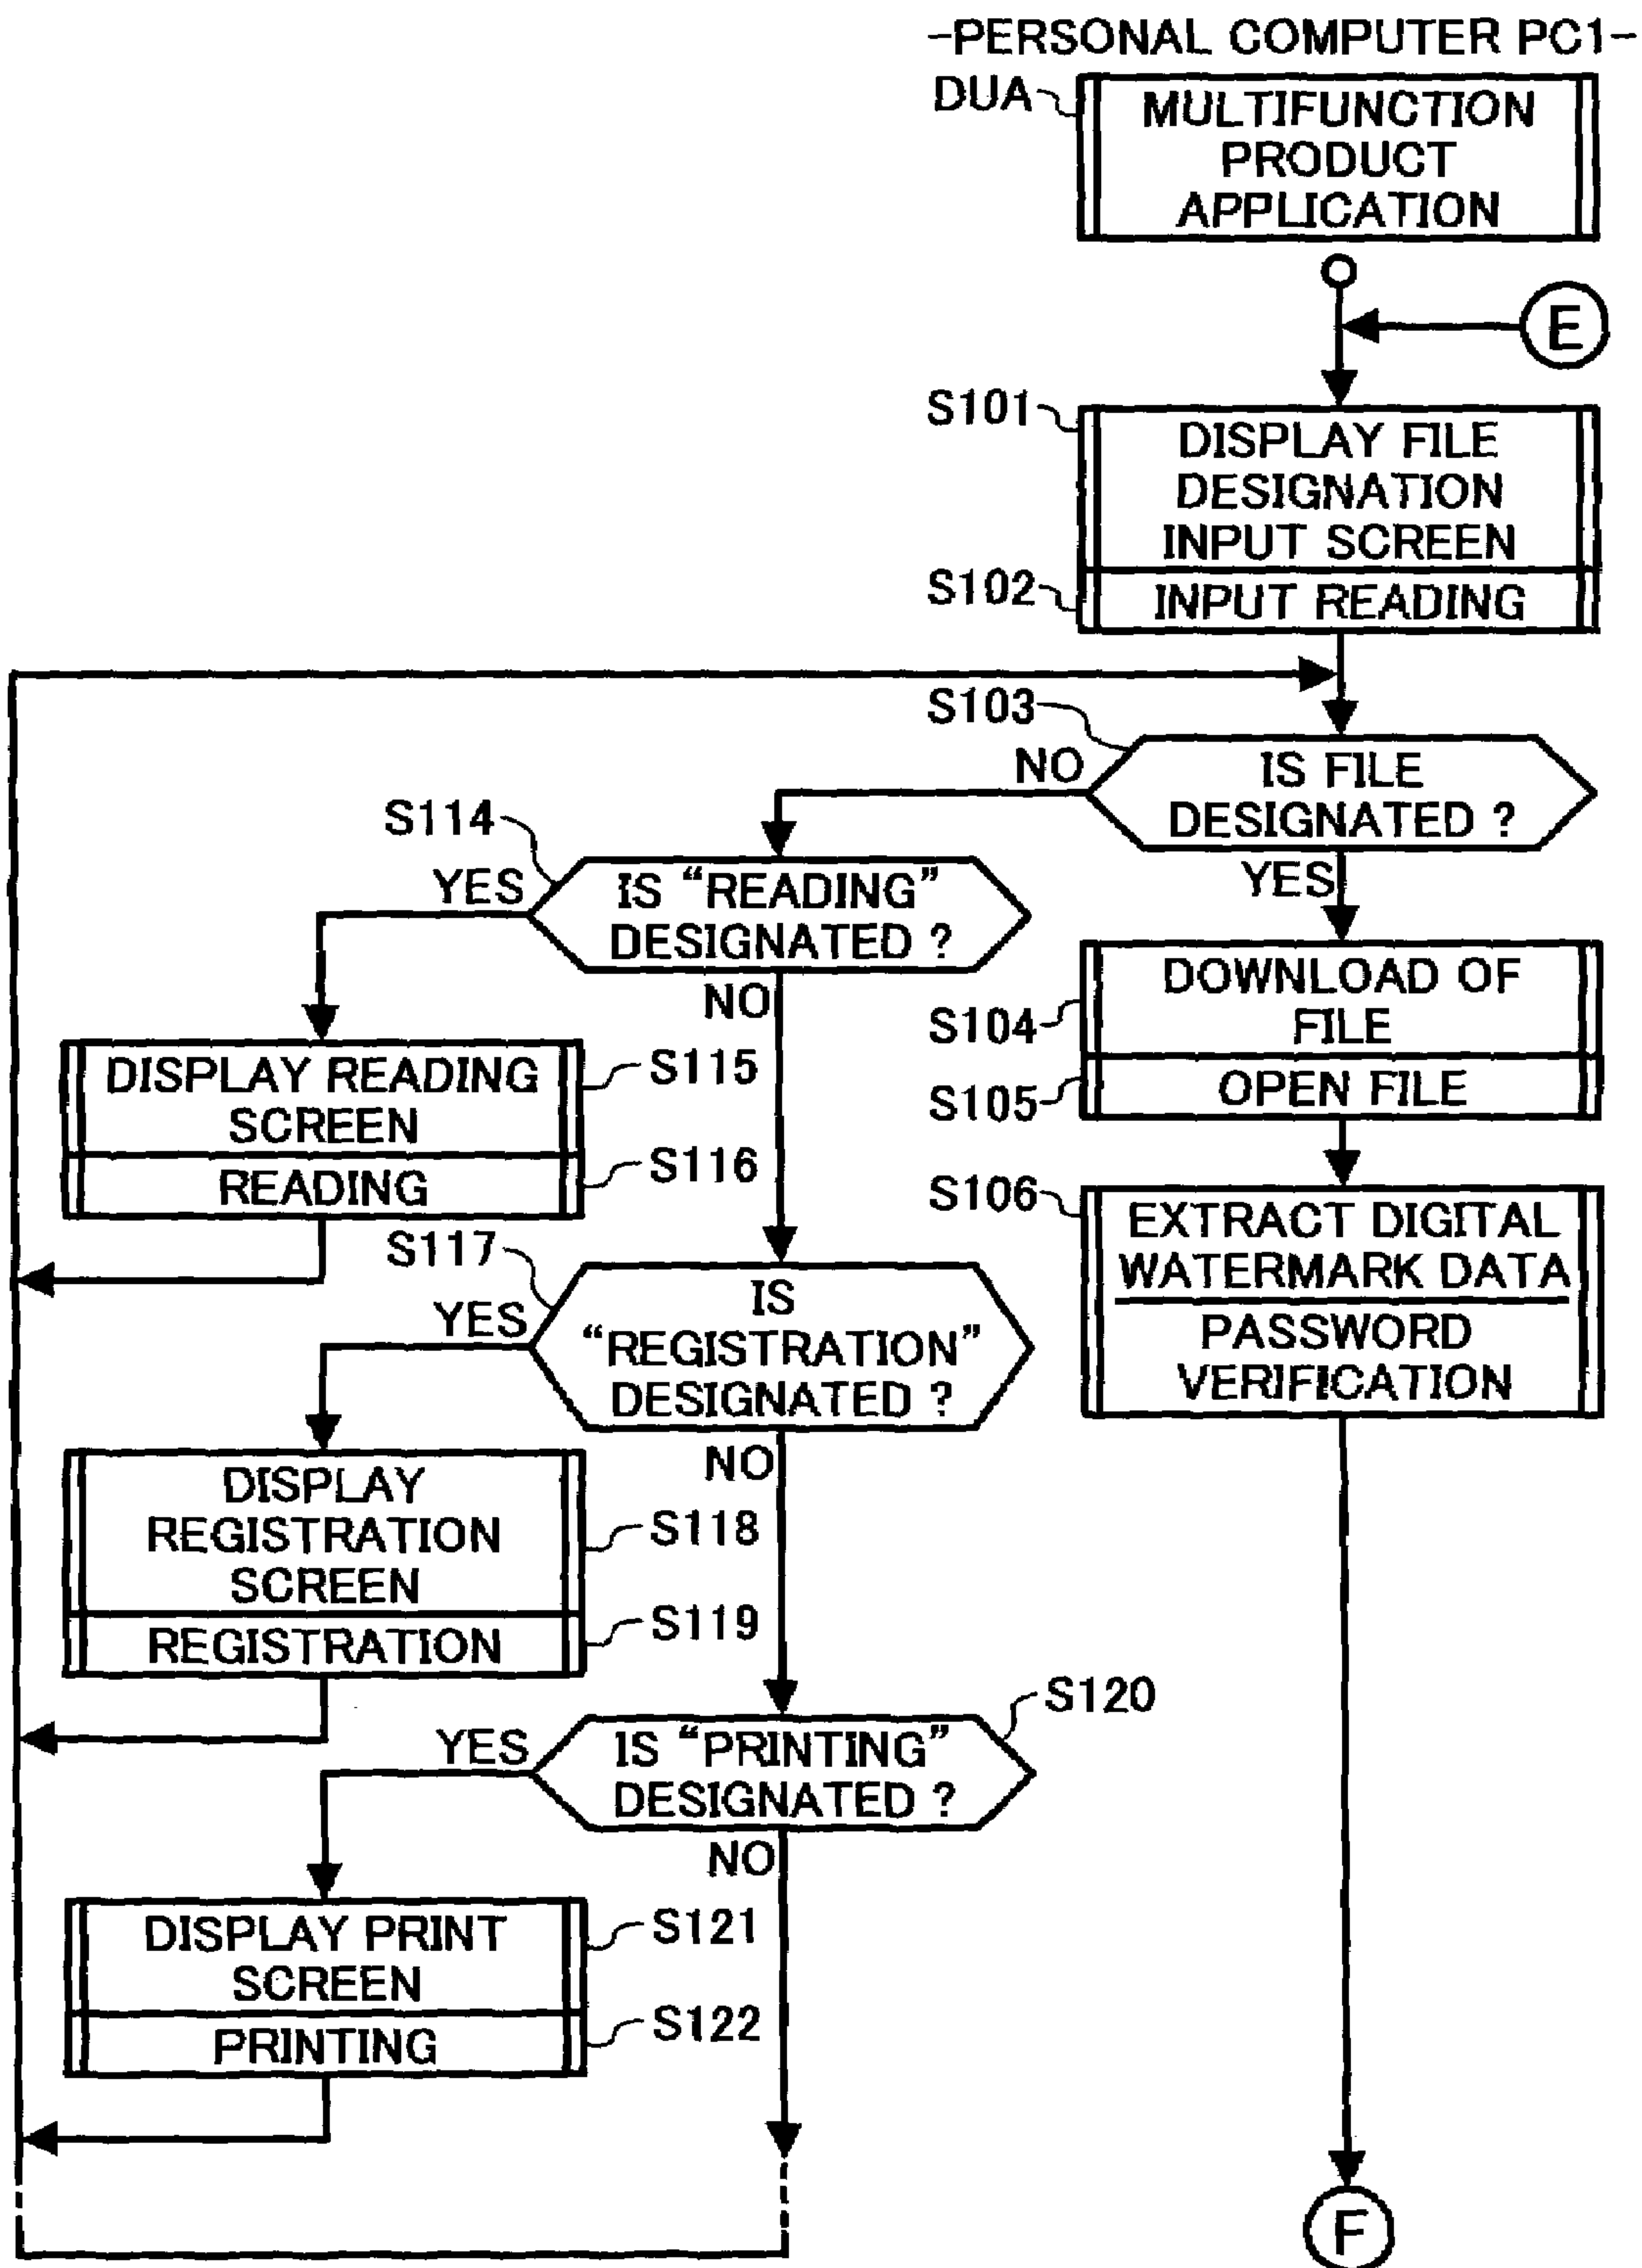 -PERSONAL COMPUTER PC1-
DUA
MULTIFUNCTION
PRODUCT
APPLICATION
E
S101
DISPLAY FILE
DESIGNATION
INPUT SCREEN
S102
INPUT READING
S103
NO
IS FILE
DESIGNATED ?
YES
S114
YES
IS “READING”
DESIGNATED ?
NO
DOWNLOAD OF
FILE
S104
OPEN FILE
S105
DISPLAY READING
SCREEN
S115
READING
S116
S106
EXTRACT DIGITAL
WATERMARK DATA
PASSWORD
VERIFICATION
S117
YES
IS
“REGISTRATION”
DESIGNATED ?
NO
DISPLAY
REGISTRATION
SCREEN
S118
REGISTRATION
S119
S120
YES
IS “PRINTING”
DESIGNATED ?
NO
DISPLAY PRINT
SCREEN
S121
PRINTING
S122
F